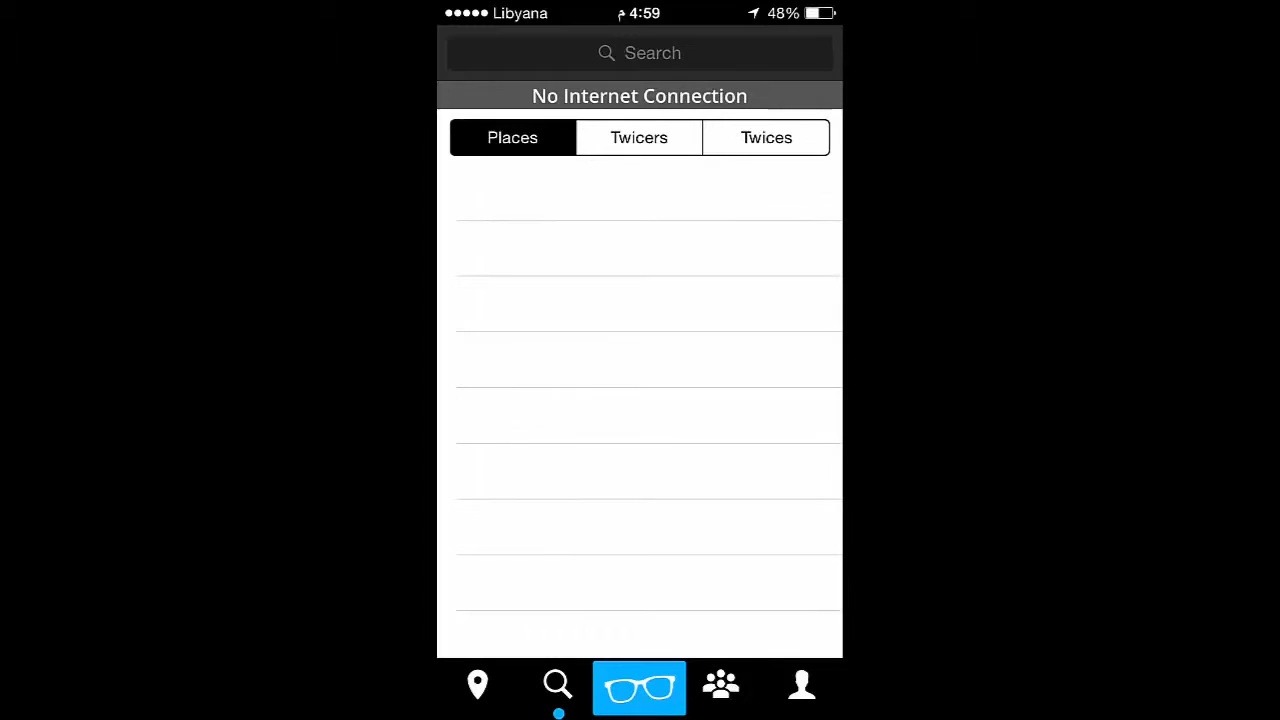 Libyana 4:59 م 48%
Search
No Internet Connection
Places Twicers Twices